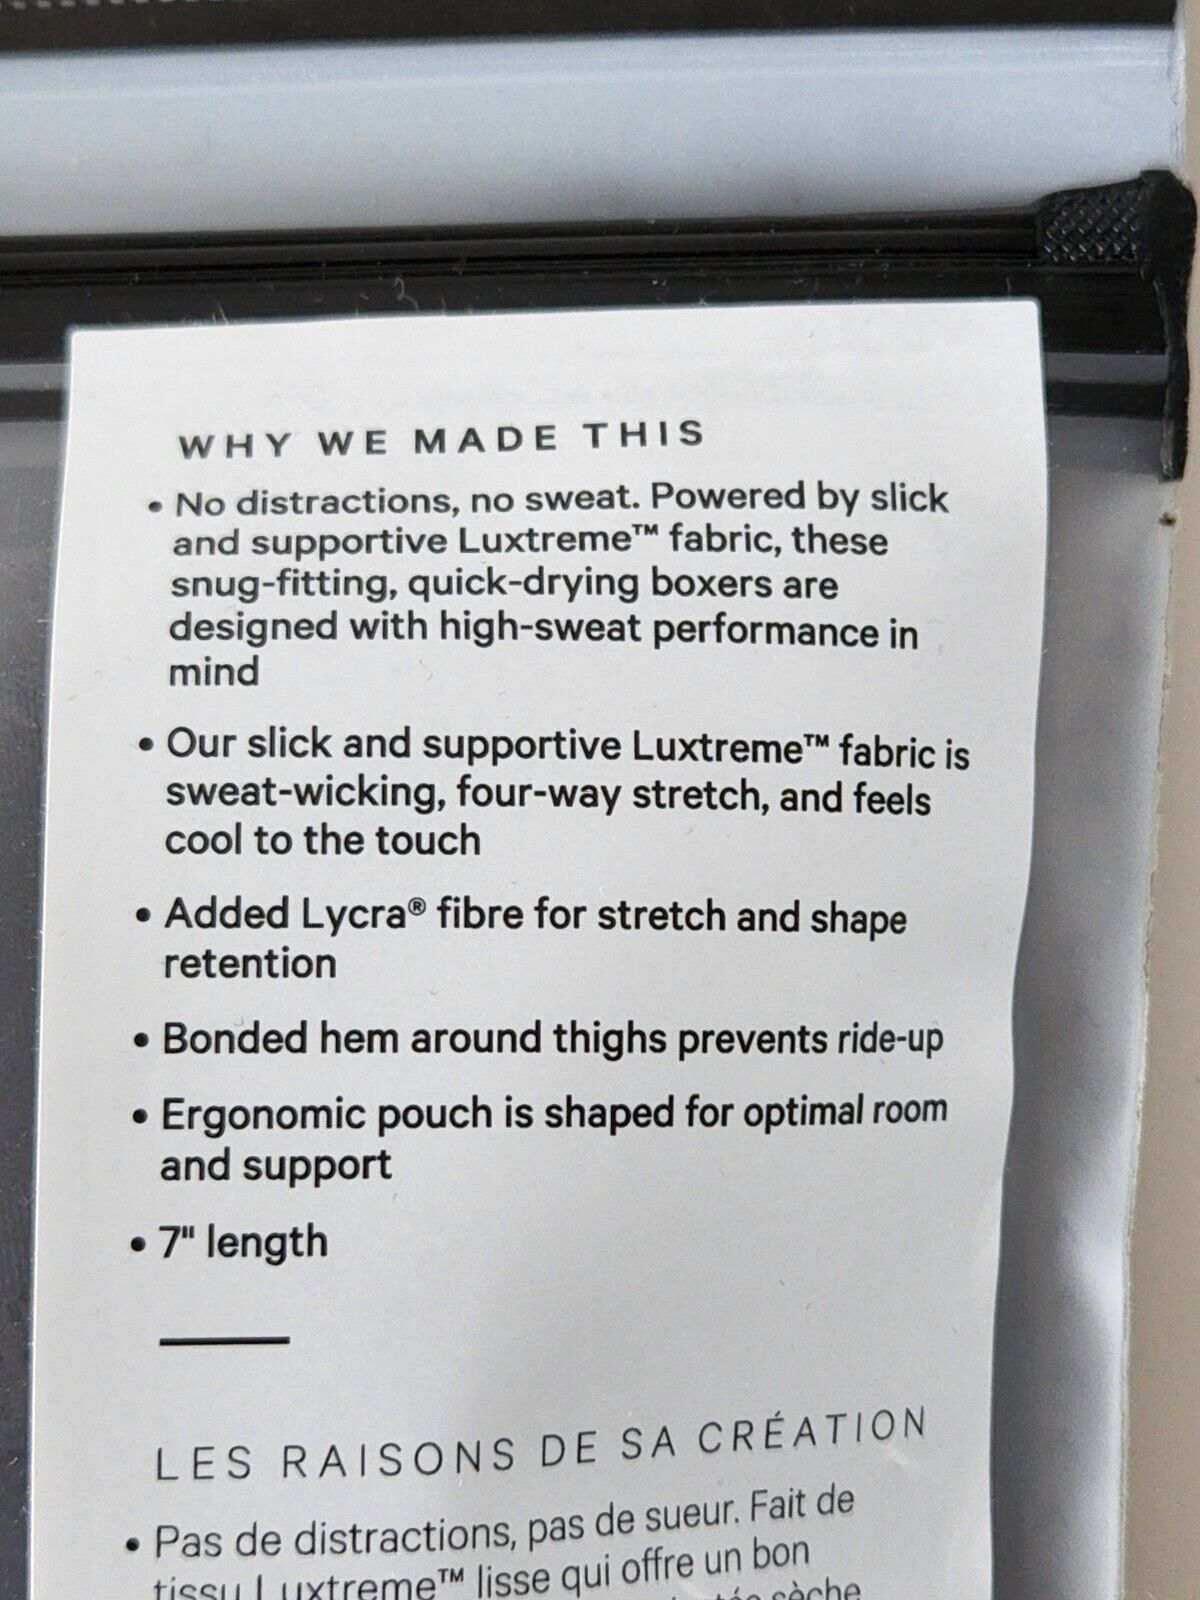 WHY WE MADE THIS
• No distractions, no sweat. Powered by slick
and supportive Luxtreme™ fabric, these
snug-fitting, quick-drying boxers are
designed with high-sweat performance in
mind
• Our slick and supportive Luxtreme™ fabric is
sweat-wicking, four-way stretch, and feels
cool to the touch
• Added Lycra® fibre for stretch and shape
retention
• Bonded hem around thighs prevents ride-up
• Ergonomic pouch is shaped for optimal room
and support
• 7" length
LES RAISONS DE SA CRÉATION
• Pas de distractions, pas de sueur. Fait de
tissu Luxtreme™ lisse qui offre un bon
sèche